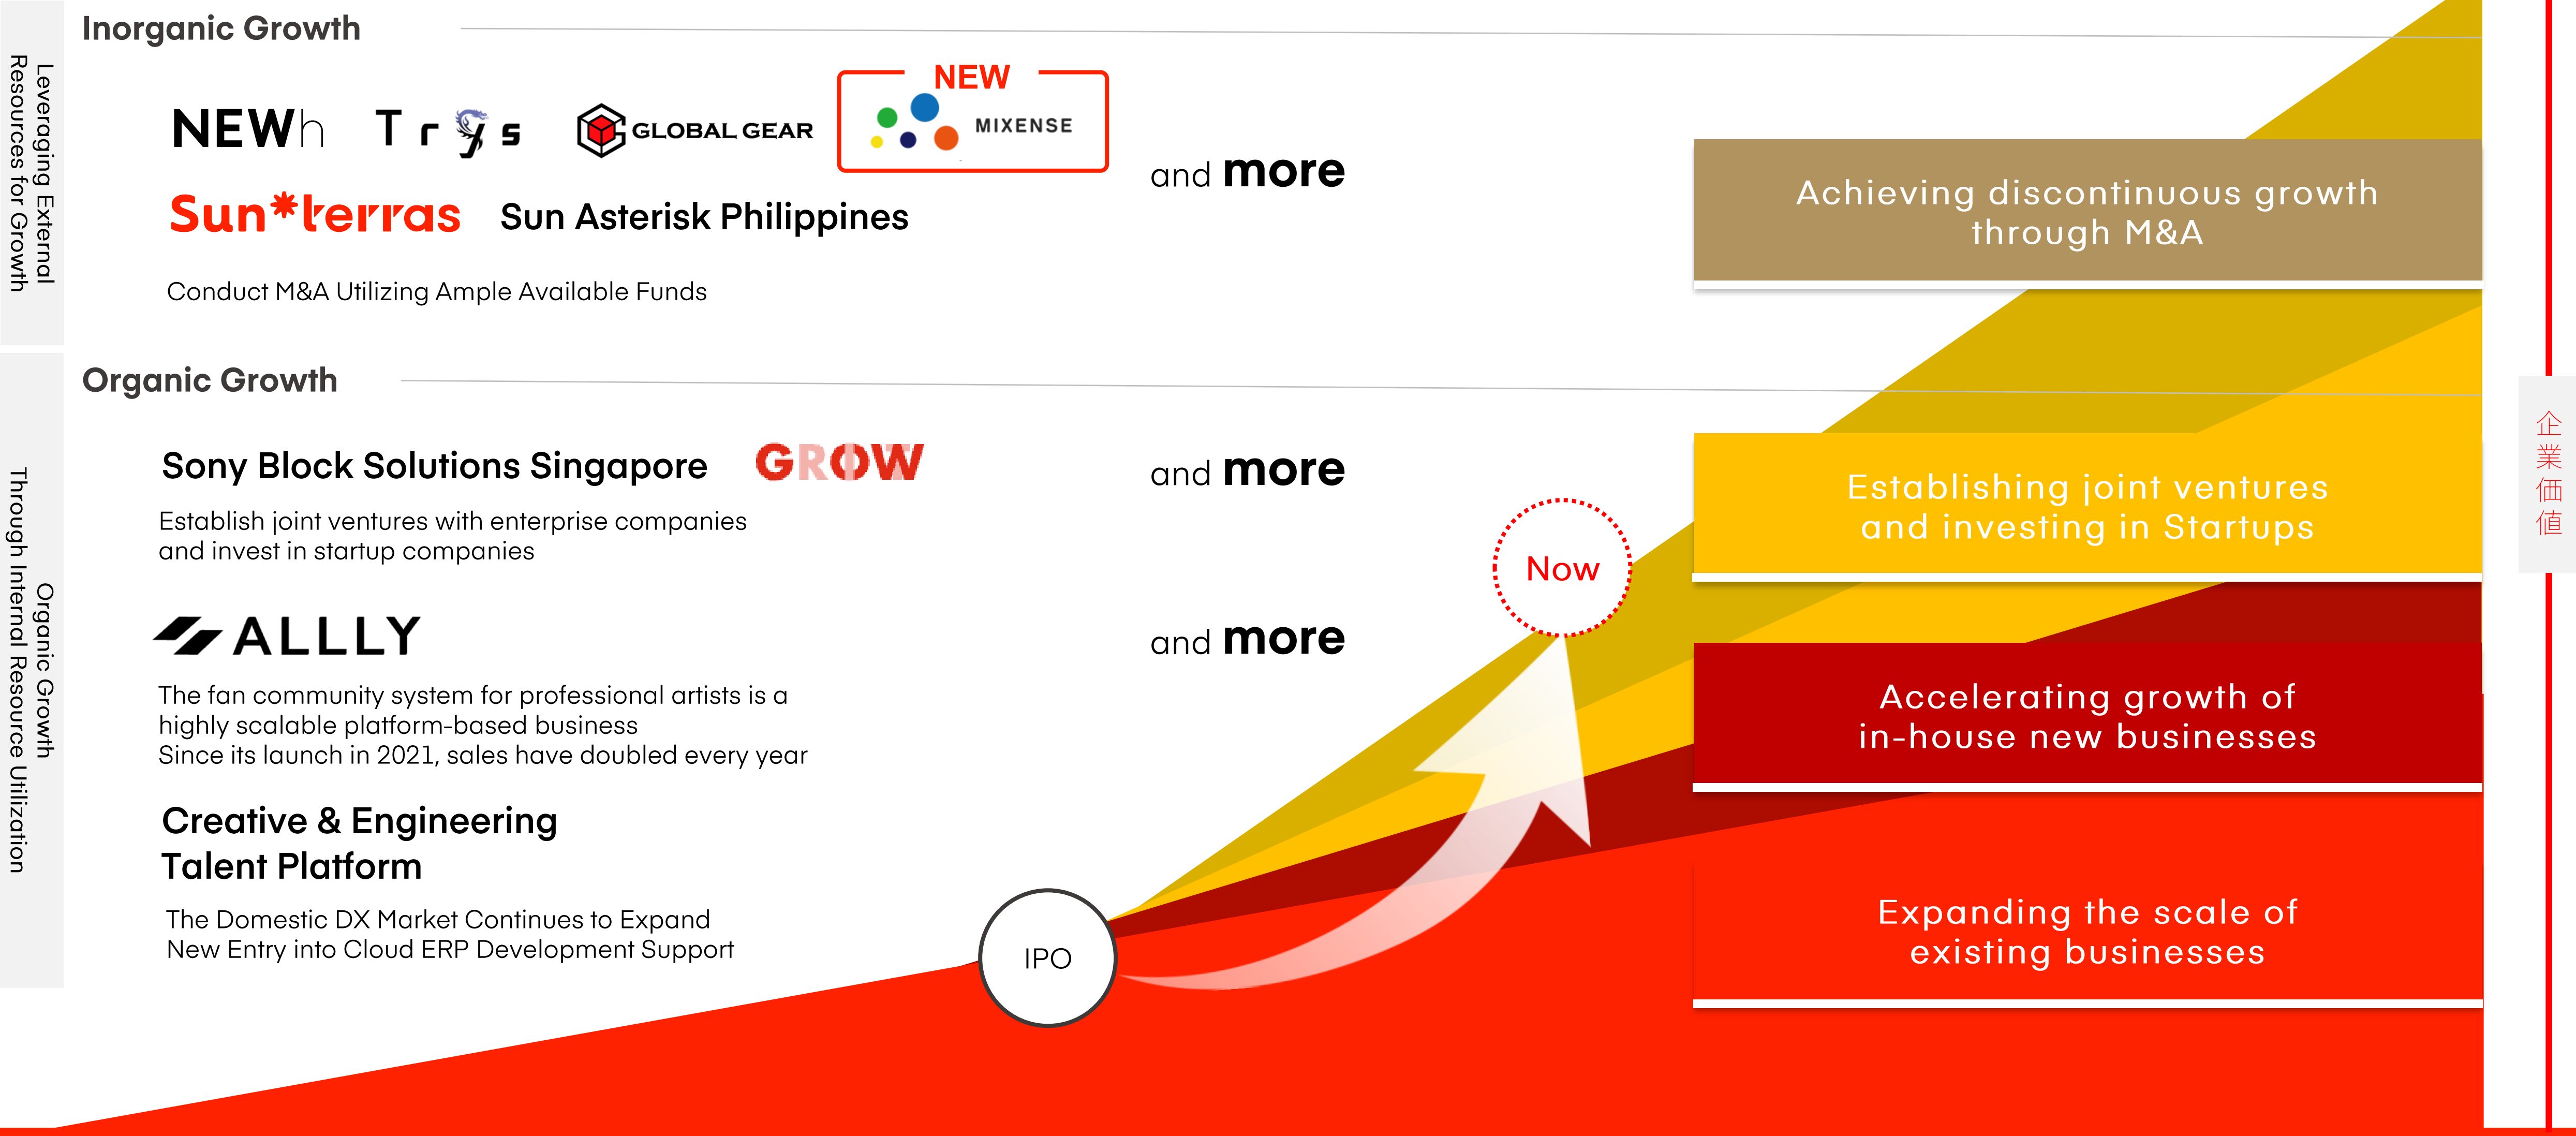 Inorganic Growth
Leveraging External
Resources for Growth
NEWh
Trys
GLOBAL GEAR
NEW
MIXENSE
and more
Sun*terras
Sun Asterisk Philippines
Conduct M&A Utilizing Ample Available Funds
Achieving discontinuous growth
through M&A
Organic Growth
Organic Growth
Through Internal Resource Utilization
Sony Block Solutions Singapore
GROW
and more
Establish joint ventures with enterprise companies
and invest in startup companies
Establishing joint ventures
and investing in Startups
企業価値
Now
ALLLY
and more
The fan community system for professional artists is a
highly scalable platform-based business
Since its launch in 2021, sales have doubled every year
Accelerating growth of
in-house new businesses
Creative & Engineering
Talent Platform
The Domestic DX Market Continues to Expand
New Entry into Cloud ERP Development Support
IPO
Expanding the scale of
existing businesses